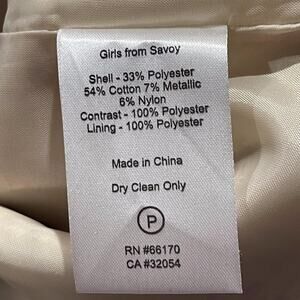 Girls from Savoy
Shell - 33% Polyester
54% Cotton 7% Metallic
6% Nylon
Contrast - 100% Polyester
Lining - 100% Polyester
Made in China
Dry Clean Only
P
RN #66170
CA #32054